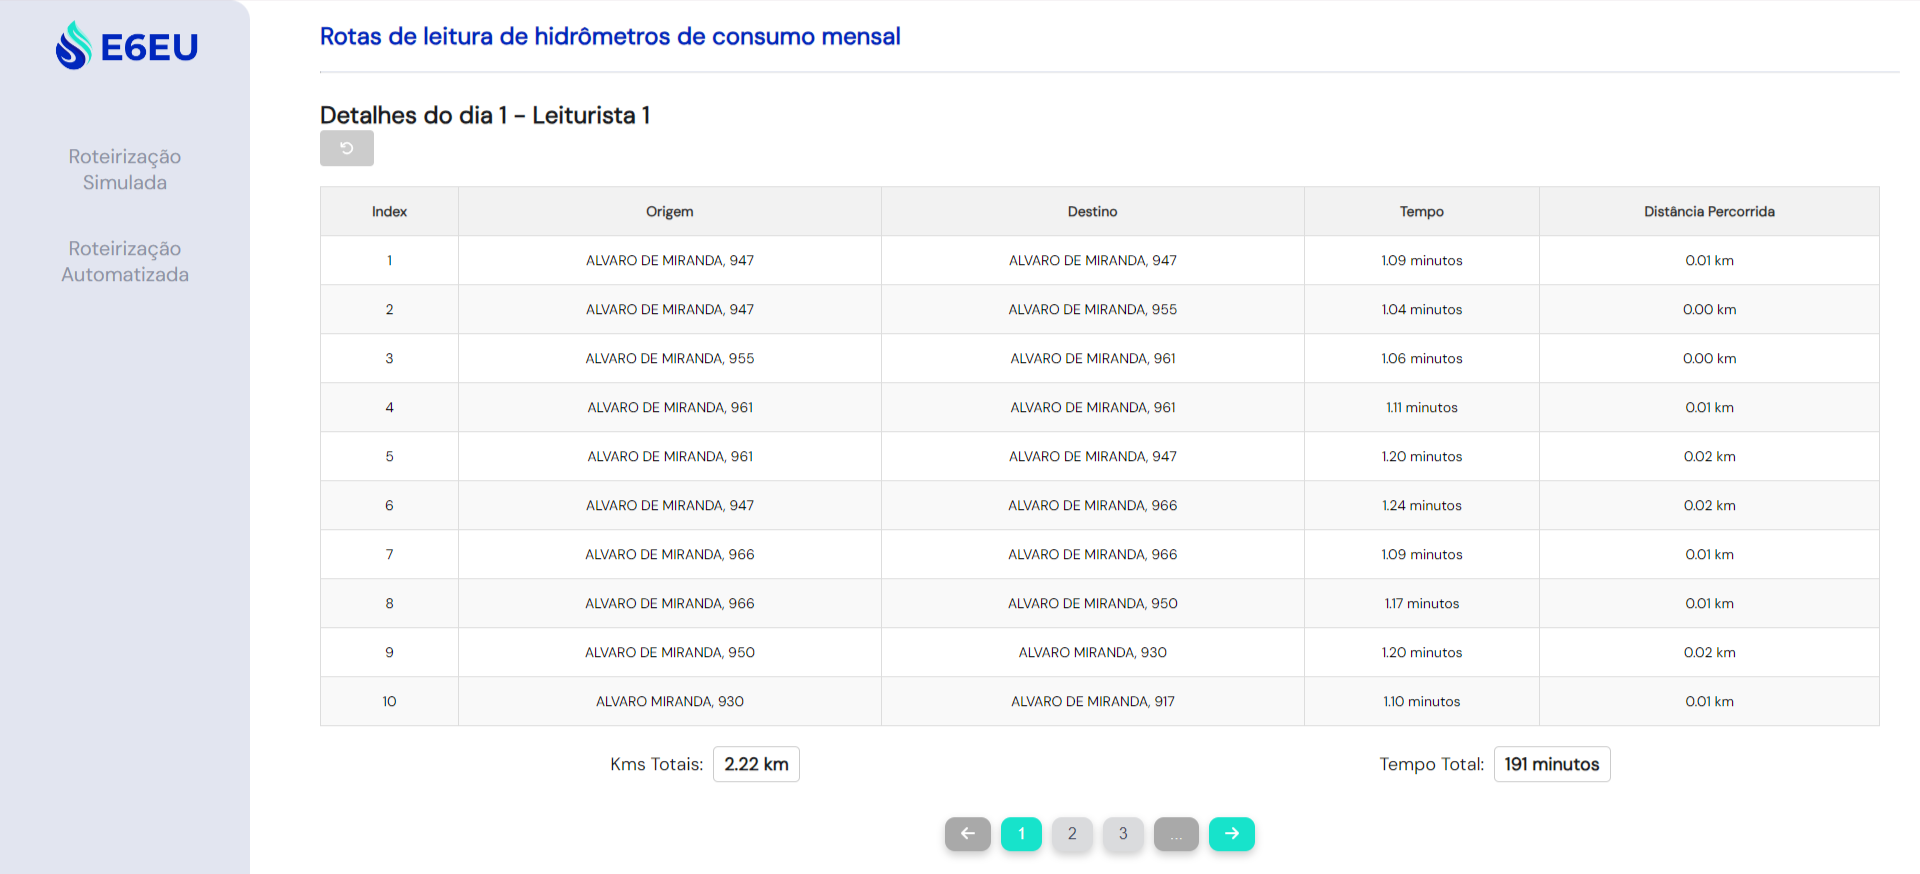 E6EU
Roteirização
Simulada
Roteirização
Automatizada
Rotas de leitura de hidrômetros de consumo mensal
Detalhes do dia 1 - Leiturista 1
Index Origem Destino Tempo Distância Percorrida
1 ALVARO DE MIRANDA, 947 ALVARO DE MIRANDA, 947 1.09 minutos 0.01 km
2 ALVARO DE MIRANDA, 947 ALVARO DE MIRANDA, 955 1.04 minutos 0.00 km
3 ALVARO DE MIRANDA, 955 ALVARO DE MIRANDA, 961 1.06 minutos 0.00 km
4 ALVARO DE MIRANDA, 961 ALVARO DE MIRANDA, 961 1.11 minutos 0.01 km
5 ALVARO DE MIRANDA, 961 ALVARO DE MIRANDA, 947 1.20 minutos 0.02 km
6 ALVARO DE MIRANDA, 947 ALVARO DE MIRANDA, 966 1.24 minutos 0.02 km
7 ALVARO DE MIRANDA, 966 ALVARO DE MIRANDA, 966 1.09 minutos 0.01 km
8 ALVARO DE MIRANDA, 966 ALVARO DE MIRANDA, 950 1.17 minutos 0.01 km
9 ALVARO DE MIRANDA, 950 ALVARO MIRANDA, 930 1.20 minutos 0.02 km
10 ALVARO MIRANDA, 930 ALVARO DE MIRANDA, 917 1.10 minutos 0.01 km
Kms Totais: 2.22 km Tempo Total: 191 minutos
1 2 3 ...